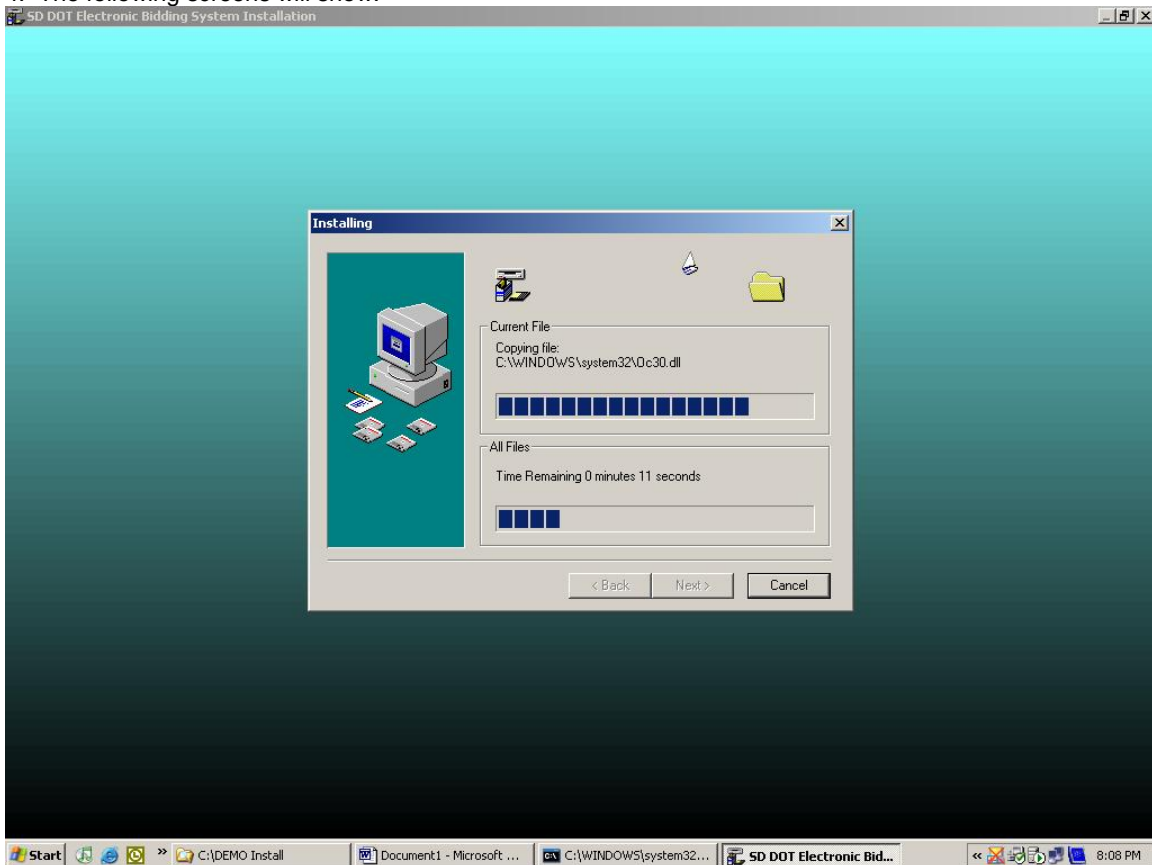 SD DOT Electronic Bidding System Installation
Installing
Current File
Copying file:
C:\WINDOWS\system32\Oc30.dll
All Files
Time Remaining 0 minutes 11 seconds
< Back Next > Cancel
Start » C:\DEMO Install Document1 - Microsoft ... C:\WINDOWS\system32... SD DOT Electronic Bid... « 8:08 PM